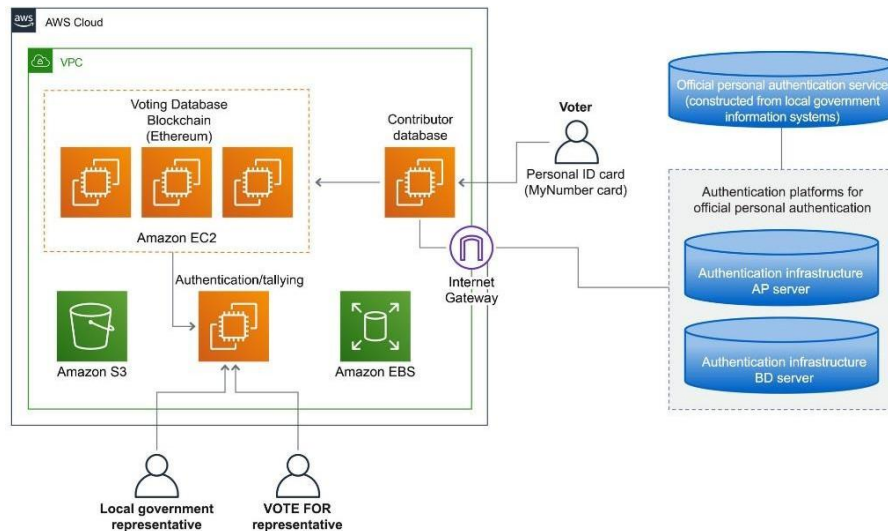 aws
AWS Cloud
VPC
Voting Database
Blockchain
(Ethereum)
Amazon EC2
Contributor
database
Voter
Personal ID card
(MyNumber card)
Official personal authentication service
(constructed from local government
information systems)
Authentication platforms for
official personal authentication
Authentication infrastructure
AP server
Authentication infrastructure
BD server
Internet
Gateway
Authentication/tallying
Amazon S3
Amazon EBS
Local government
representative
VOTE FOR
representative